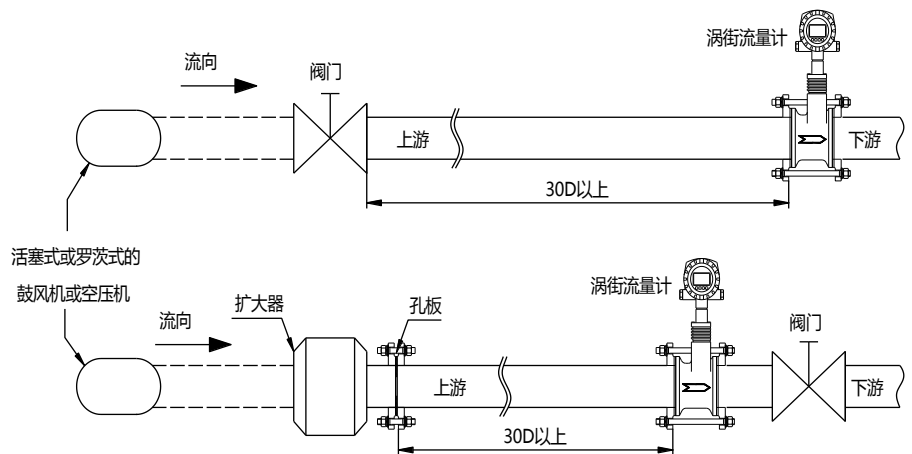 涡街流量计
流向
阀门
上游
下游
30D以上
活塞式或罗茨式的
鼓风机或空压机
涡街流量计
扩大器
孔板
流向
阀门
上游
下游
30D以上